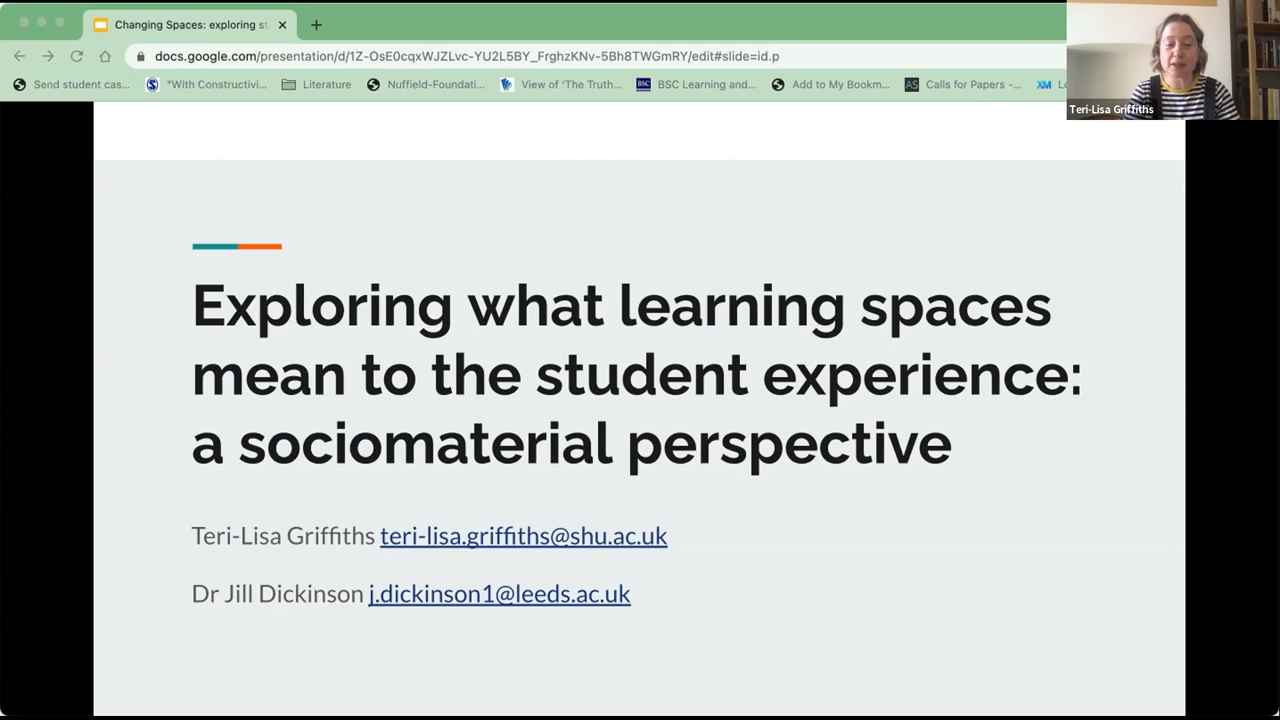 Changing Spaces: exploring st
docs.google.com/presentation/d/1Z-OsE0cqxWJZLvc-YU2L5BY_FrghzKNv-5Bh8TWGmRY/edit#slide=id.p
Send student cas... "With Constructivi... Literature Nuffield-Foundati... View of 'The Truth... BSC Learning and... Add to My Bookm... Calls for Papers -...
Teri-Lisa Griffiths
Exploring what learning spaces
mean to the student experience:
a sociomaterial perspective
Teri-Lisa Griffiths teri-lisa.griffiths@shu.ac.uk
Dr Jill Dickinson j.dickinson1@leeds.ac.uk